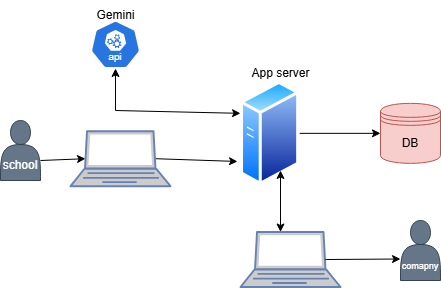 Gemini
api
App server
school
DB
comapny